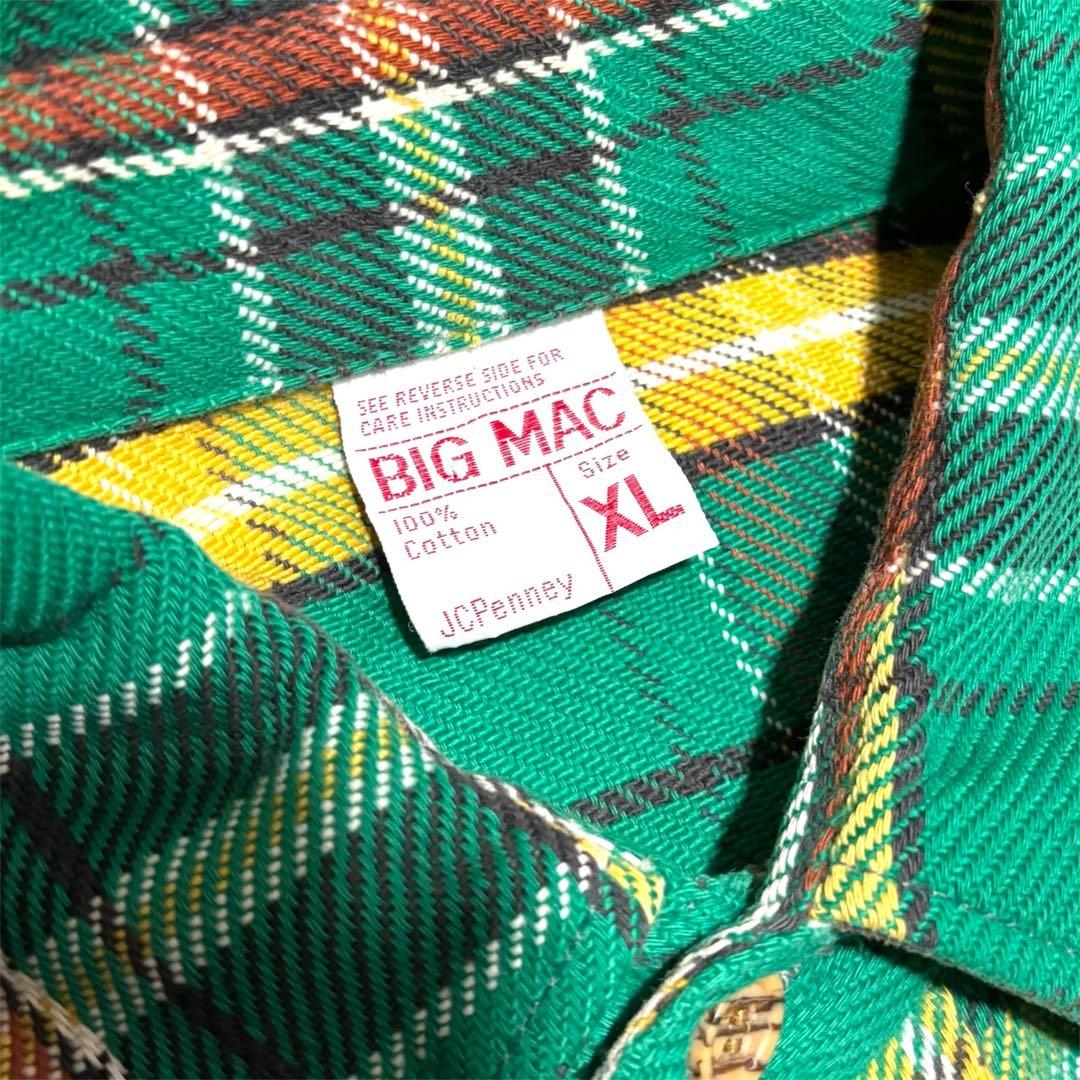 SEE REVERSE SIDE FOR
CARE INSTRUCTIONS
BIG MAC
100%
Cotton
Size
XL
JCPenney